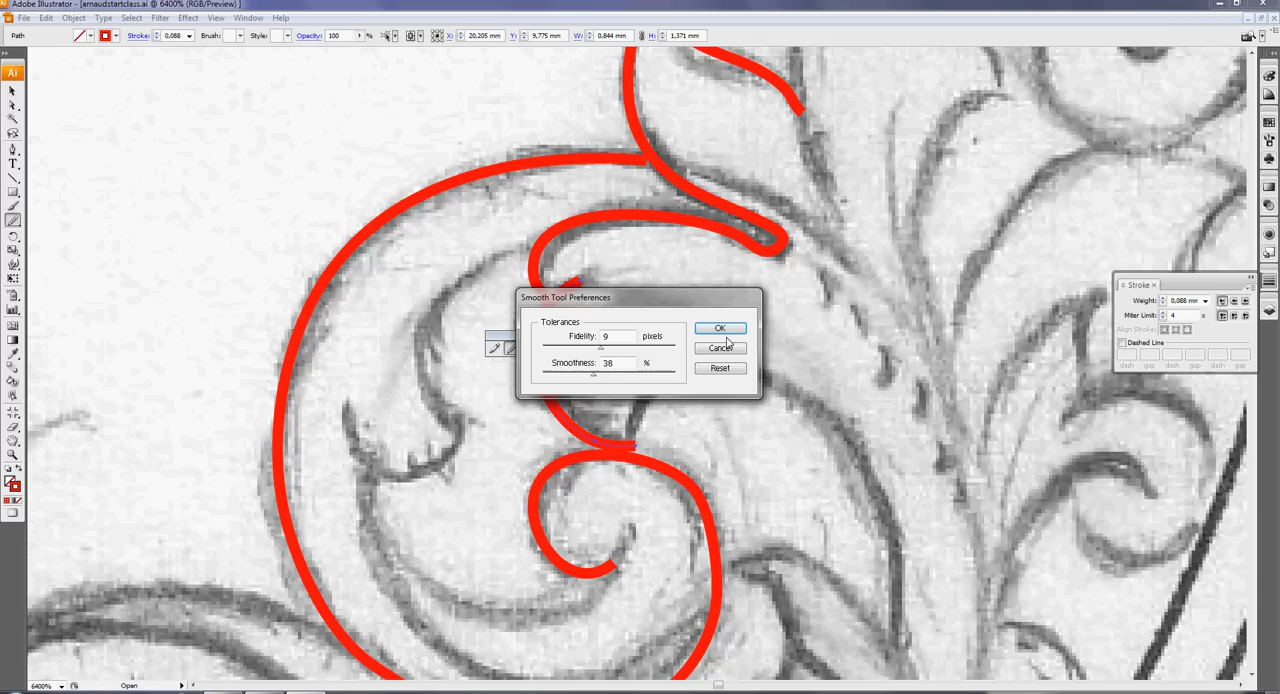 Adobe Illustrator - [arnaudstartclass.ai @ 6400% (RGB/Preview) ]
File Edit Object Type Select Filter Effect View Window Help
Path Stroke: 0,088 Brush: Style: Opacity: 100 % X: 20,205 mm Y: 9,775 mm W: 0,844 mm H: 1,371 mm
Ai
T
Smooth Tool Preferences
Tolerances
Fidelity: 9 pixels
OK
Cancel
Smoothness: 38 %
Reset
Stroke ×
Weight: 0,088 mm
Miter Limit: 4 x
Align Stroke:
Dashed Line
dash gap dash gap dash gap
6400% Open